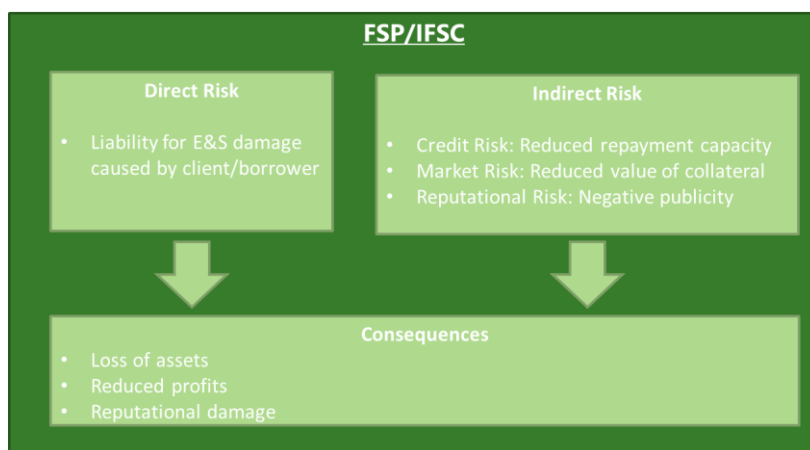 FSP/IFSC
Direct Risk
• Liability for E&S damage
caused by client/borrower
Indirect Risk
• Credit Risk: Reduced repayment capacity
• Market Risk: Reduced value of collateral
• Reputational Risk: Negative publicity
Consequences
• Loss of assets
• Reduced profits
• Reputational damage